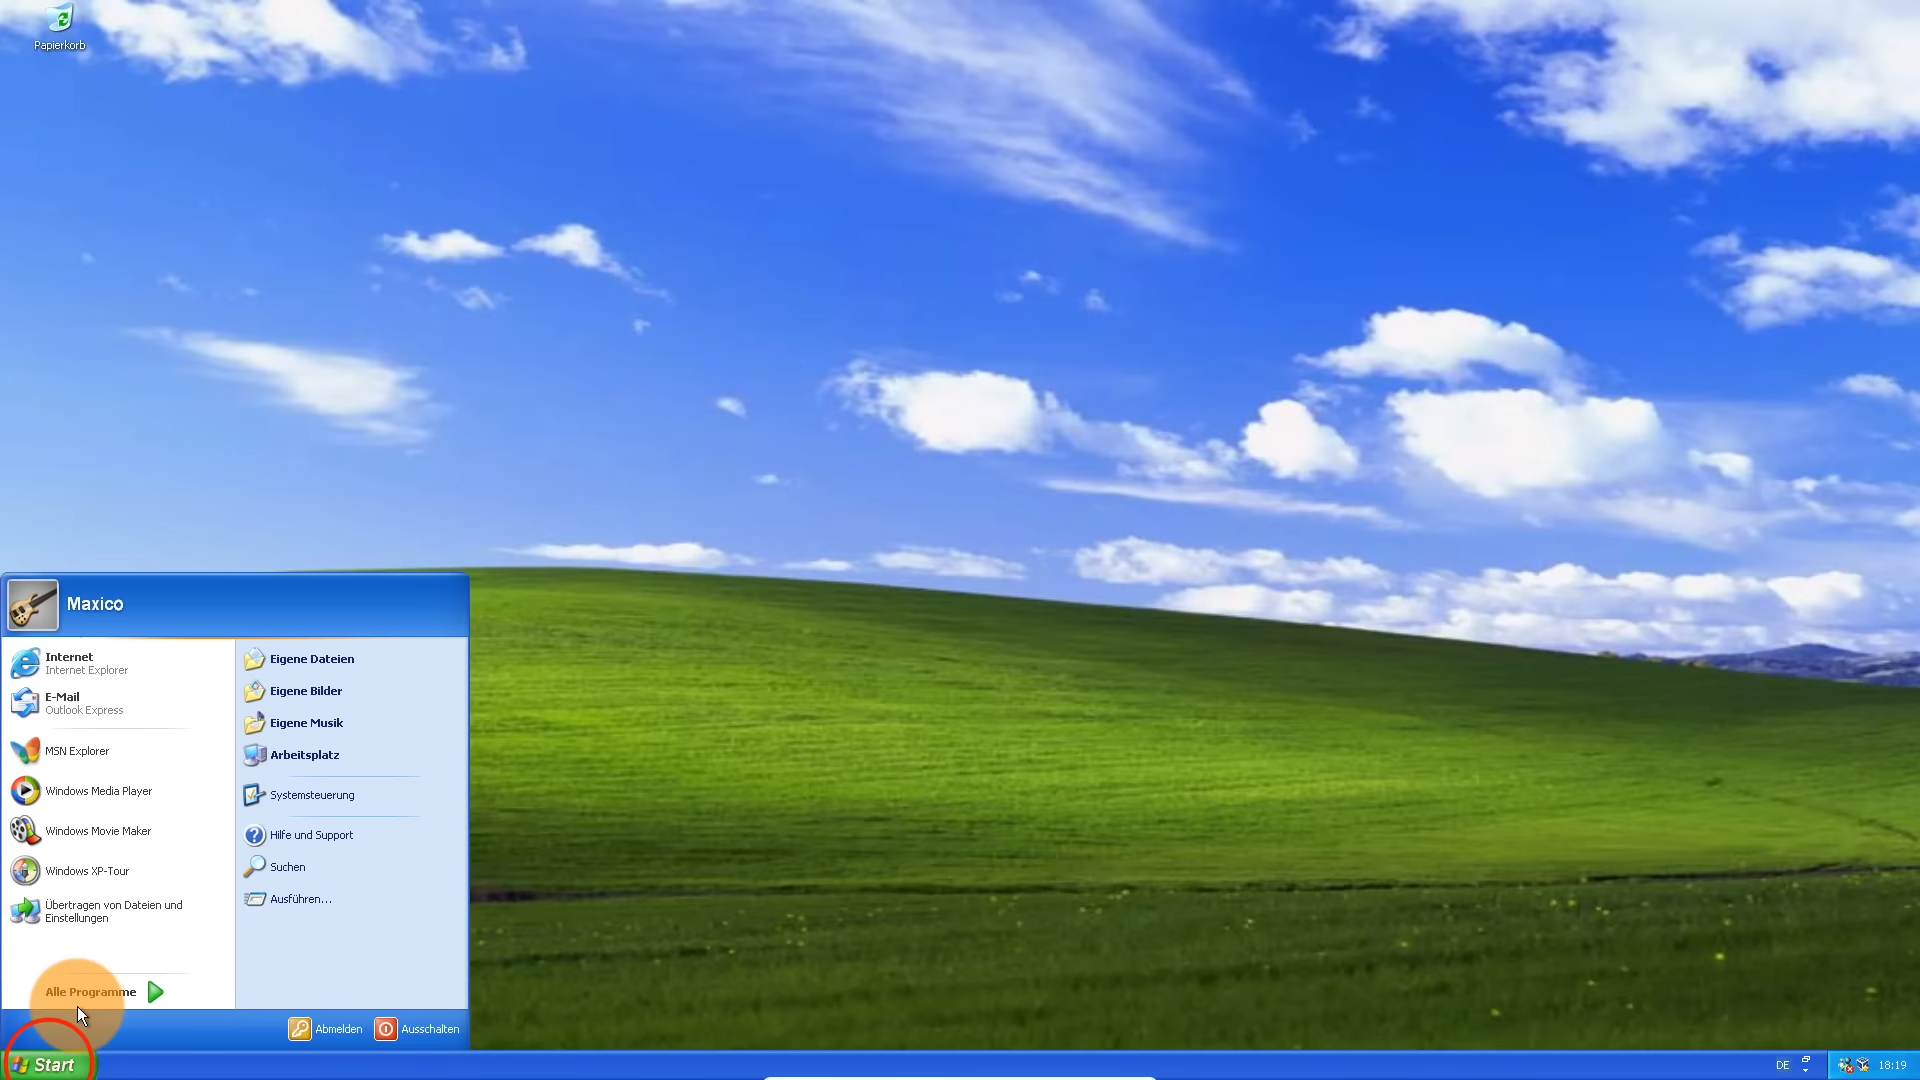 Papierkorb
Maxico
Internet
Internet Explorer
E-Mail
Outlook Express
MSN Explorer
Windows Media Player
Windows Movie Maker
Windows XP-Tour
Übertragen von Dateien und
Einstellungen
Alle Programme
Eigene Dateien
Eigene Bilder
Eigene Musik
Arbeitsplatz
Systemsteuerung
Hilfe und Support
Suchen
Ausführen...
Abmelden
Ausschalten
Start
DE
18:19